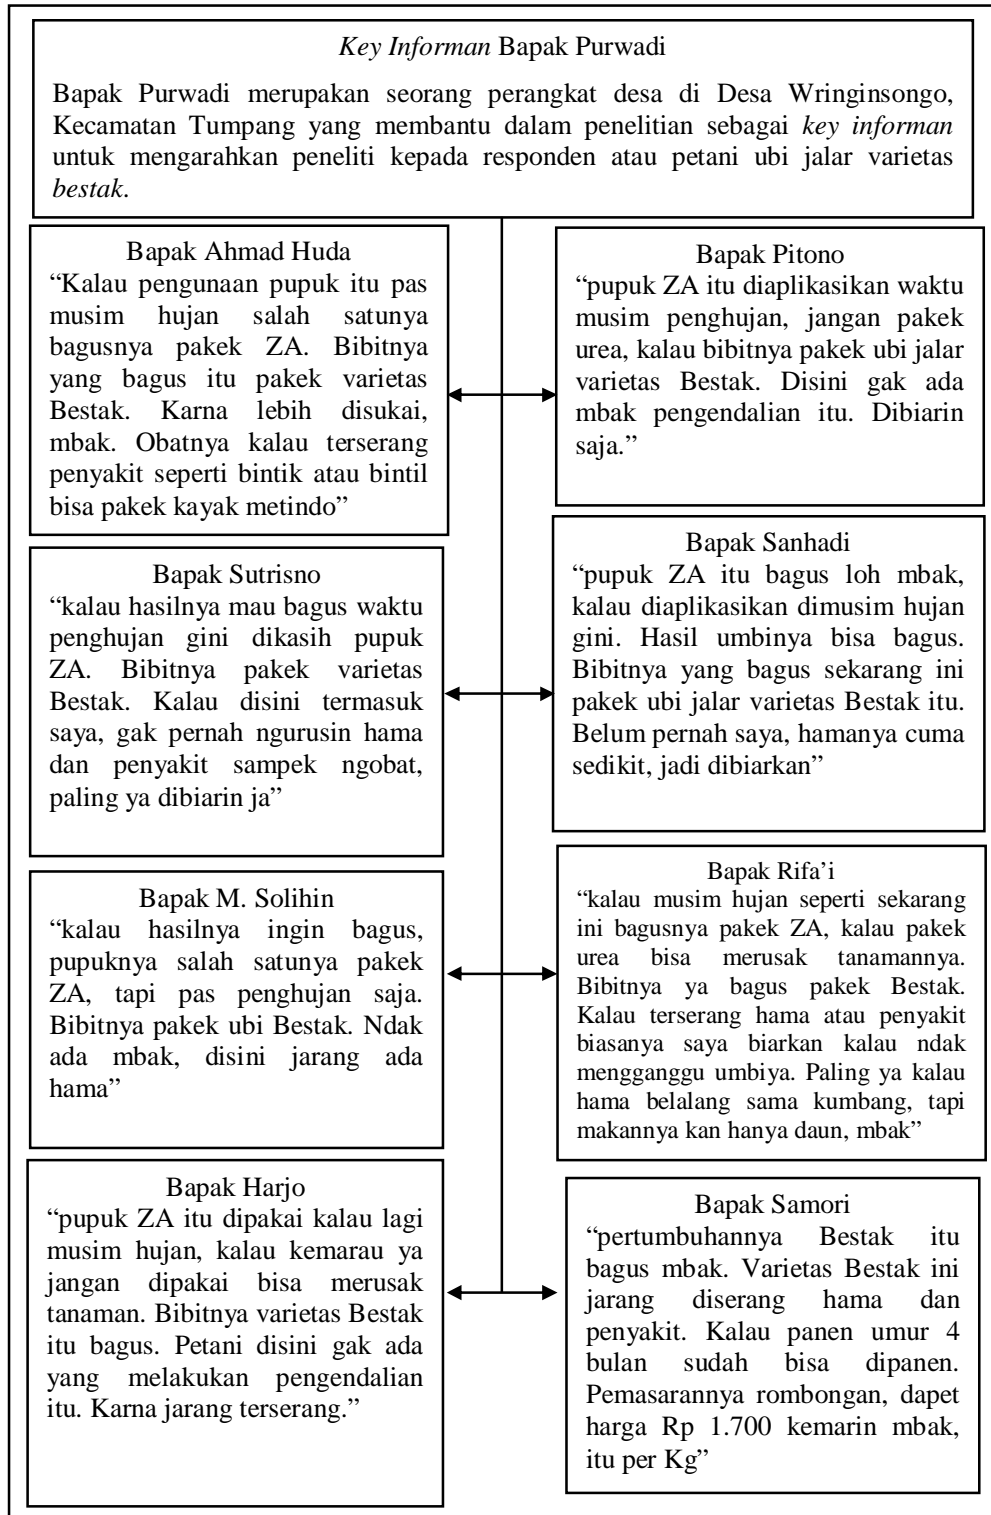 Key Informan Bapak Purwadi
Bapak Purwadi merupakan seorang perangkat desa di Desa Wringinsongo,
Kecamatan Tumpang yang membantu dalam penelitian sebagai key informan
untuk mengarahkan peneliti kepada responden atau petani ubi jalar varietas
bestak.
Bapak Ahmad Huda
“Kalau pengunaan pupuk itu pas
musim hujan salah satunya
bagusnya pakek ZA. Bibitnya
yang bagus itu pakek varietas
Bestak. Karna lebih disukai,
mbak. Obatnya kalau terserang
penyakit seperti bintik atau bintil
bisa pakek kayak metindo”
Bapak Pitono
“pupuk ZA itu diaplikasikan waktu
musim penghujan, jangan pakek
urea, kalau bibitnya pakek ubi jalar
varietas Bestak. Disini gak ada
mbak pengendalian itu. Dibiarin
saja.”
Bapak Sutrisno
“kalau hasilnya mau bagus waktu
penghujan gini dikasih pupuk
ZA. Bibitnya pakek varietas
Bestak. Kalau disini termasuk
saya, gak pernah ngurusin hama
dan penyakit sampek ngobat,
paling ya dibiarin ja”
Bapak Sanhadi
“pupuk ZA itu bagus loh mbak,
kalau diaplikasikan dimusim hujan
gini. Hasil umbinya bisa bagus.
Bibitnya yang bagus sekarang ini
pakek ubi jalar varietas Bestak itu.
Belum pernah saya, hamanya cuma
sedikit, jadi dibiarkan”
Bapak M. Solihin
“kalau hasilnya ingin bagus,
pupuknya salah satunya pakek
ZA, tapi pas penghujan saja.
Bibitnya pakek ubi Bestak. Ndak
ada mbak, disini jarang ada
hama”
Bapak Rifa’i
“kalau musim hujan seperti sekarang
ini bagusnya pakek ZA, kalau pakek
urea bisa merusak tanamannya.
Bibitnya ya bagus pakek Bestak.
Kalau terserang hama atau penyakit
biasanya saya biarkan kalau ndak
mengganggu umbiya. Paling ya kalau
hama belalang sama kumbang, tapi
makannya kan hanya daun, mbak”
Bapak Harjo
“pupuk ZA itu dipakai kalau lagi
musim hujan, kalau kemarau ya
jangan dipakai bisa merusak
tanaman. Bibitnya varietas Bestak
itu bagus. Petani disini gak ada
yang melakukan pengendalian
itu. Karna jarang terserang.”
Bapak Samori
“pertumbuhannya Bestak itu
bagus mbak. Varietas Bestak ini
jarang diserang hama dan
penyakit. Kalau panen umur 4
bulan sudah bisa dipanen.
Pemasarannya rombongan, dapet
harga Rp 1.700 kemarin mbak,
itu per Kg”